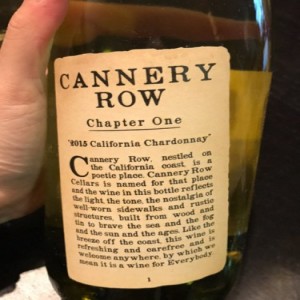 CANNERY
ROW
Chapter One
"2015 California Chardonnay"
Cannery Row, nestled on
the California coast, is a
poetic place. Cannery Row
Cellars is named for that place
and the wine in this bottle reflects
the light, the tone, the nostalgia of
well-worn sidewalks and rustic
structures, built from wood and
tin to brave the sea and the fog
and the sun and the ages. Like the
breeze off the coast, this wine is
refreshing and carefree and is
welcome anywhere, by which we
mean it is a wine for Everybody.
1